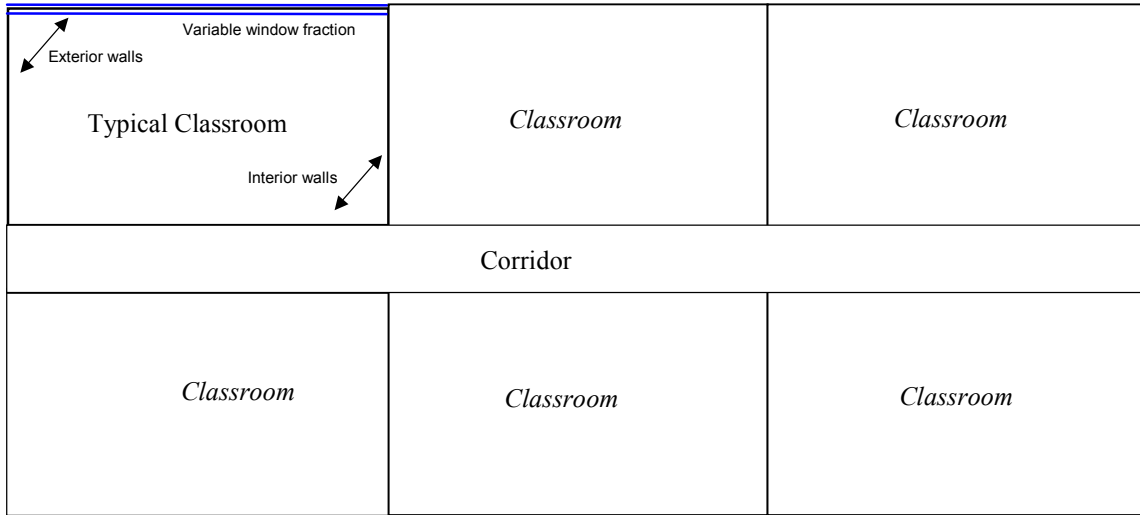 Variable window fraction
Exterior walls
Typical Classroom
Classroom
Classroom
Interior walls
Corridor
Classroom
Classroom
Classroom